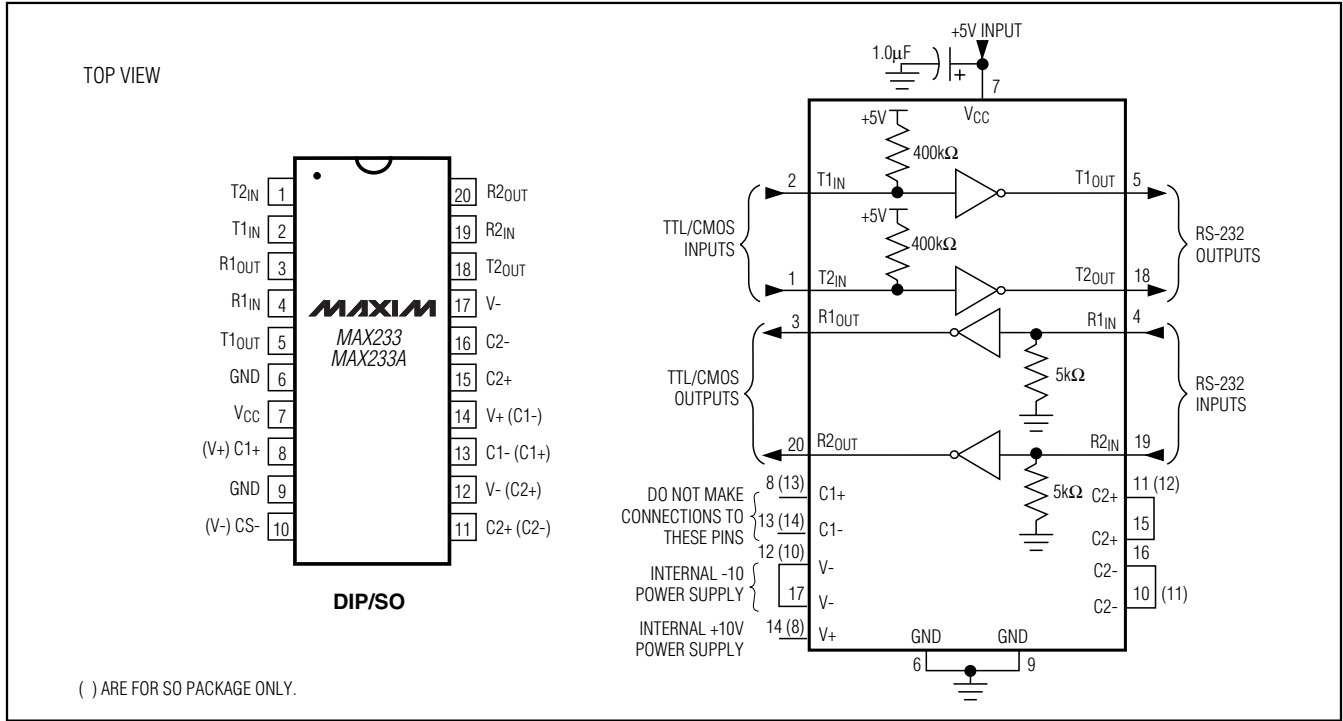 TOP VIEW
T2IN 1
T1IN 2
R1OUT 3
R1IN 4
T1OUT 5
GND 6
VCC 7
(V+) C1+ 8
GND 9
(V-) CS- 10
MAXIM
MAX233
MAX233A
20 R2OUT
19 R2IN
18 T2OUT
17 V-
16 C2-
15 C2+
14 V+ (C1-)
13 C1- (C1+)
12 V- (C2+)
11 C2+ (C2-)
DIP/SO
( ) ARE FOR SO PACKAGE ONLY.
+5V INPUT
1.0μF
+
7
VCC
+5V
400kΩ
2 T1IN T1OUT 5
+5V
400kΩ
TTL/CMOS
INPUTS
RS-232
OUTPUTS
1 T2IN T2OUT 18
3 R1OUT R1IN 4
5kΩ
TTL/CMOS
OUTPUTS
RS-232
INPUTS
20 R2OUT R2IN 19
5kΩ
DO NOT MAKE
CONNECTIONS TO
THESE PINS
8 (13) C1+
13 (14) C1-
INTERNAL -10
POWER SUPPLY
12 (10) V-
17 V-
INTERNAL +10V
POWER SUPPLY
14 (8) V+
C2+ 11 (12)
C2+ 15
C2- 16
C2- 10 (11)
GND GND
6 9